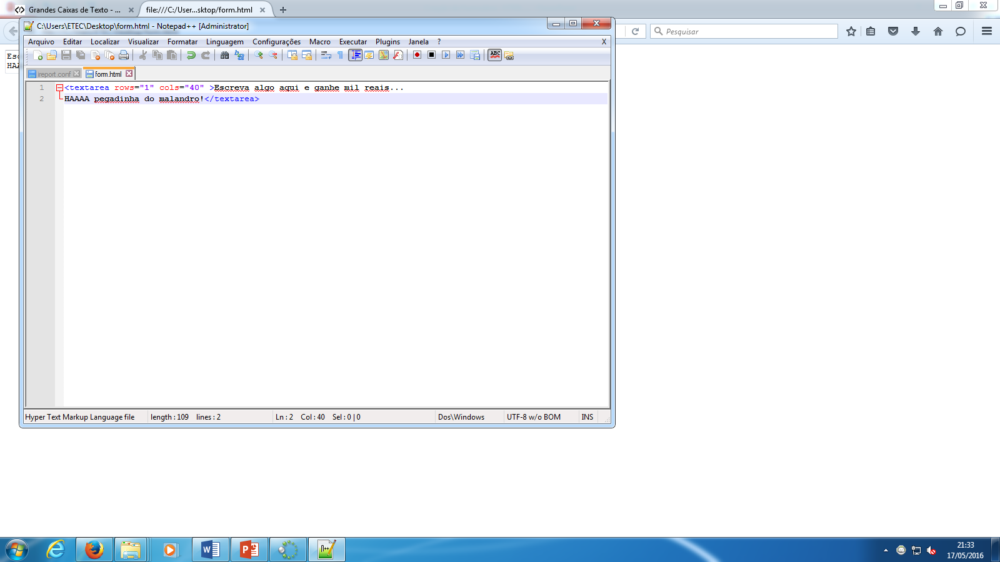 Grandes Caixas de Texto - ...
file:///C:/User...sktop/form.html
C:\Users\ETEC\Desktop\form.html - Notepad++ [Administrator]
Pesquisar
Arquivo Editar Localizar Visualizar Formatar Linguagem Configurações Macro Executar Plugins Janela ? X
ABC
ireport.conf form.html
1 <textarea rows="1" cols="40" >Escreva algo aqui e ganhe mil reais...
2 HAAAA pegadinha do malandro!</textarea>
Hyper Text Markup Language file length : 109 lines : 2 Ln : 2 Col : 40 Sel : 0 | 0 Dos\Windows UTF-8 w/o BOM INS
21:33
17/05/2016